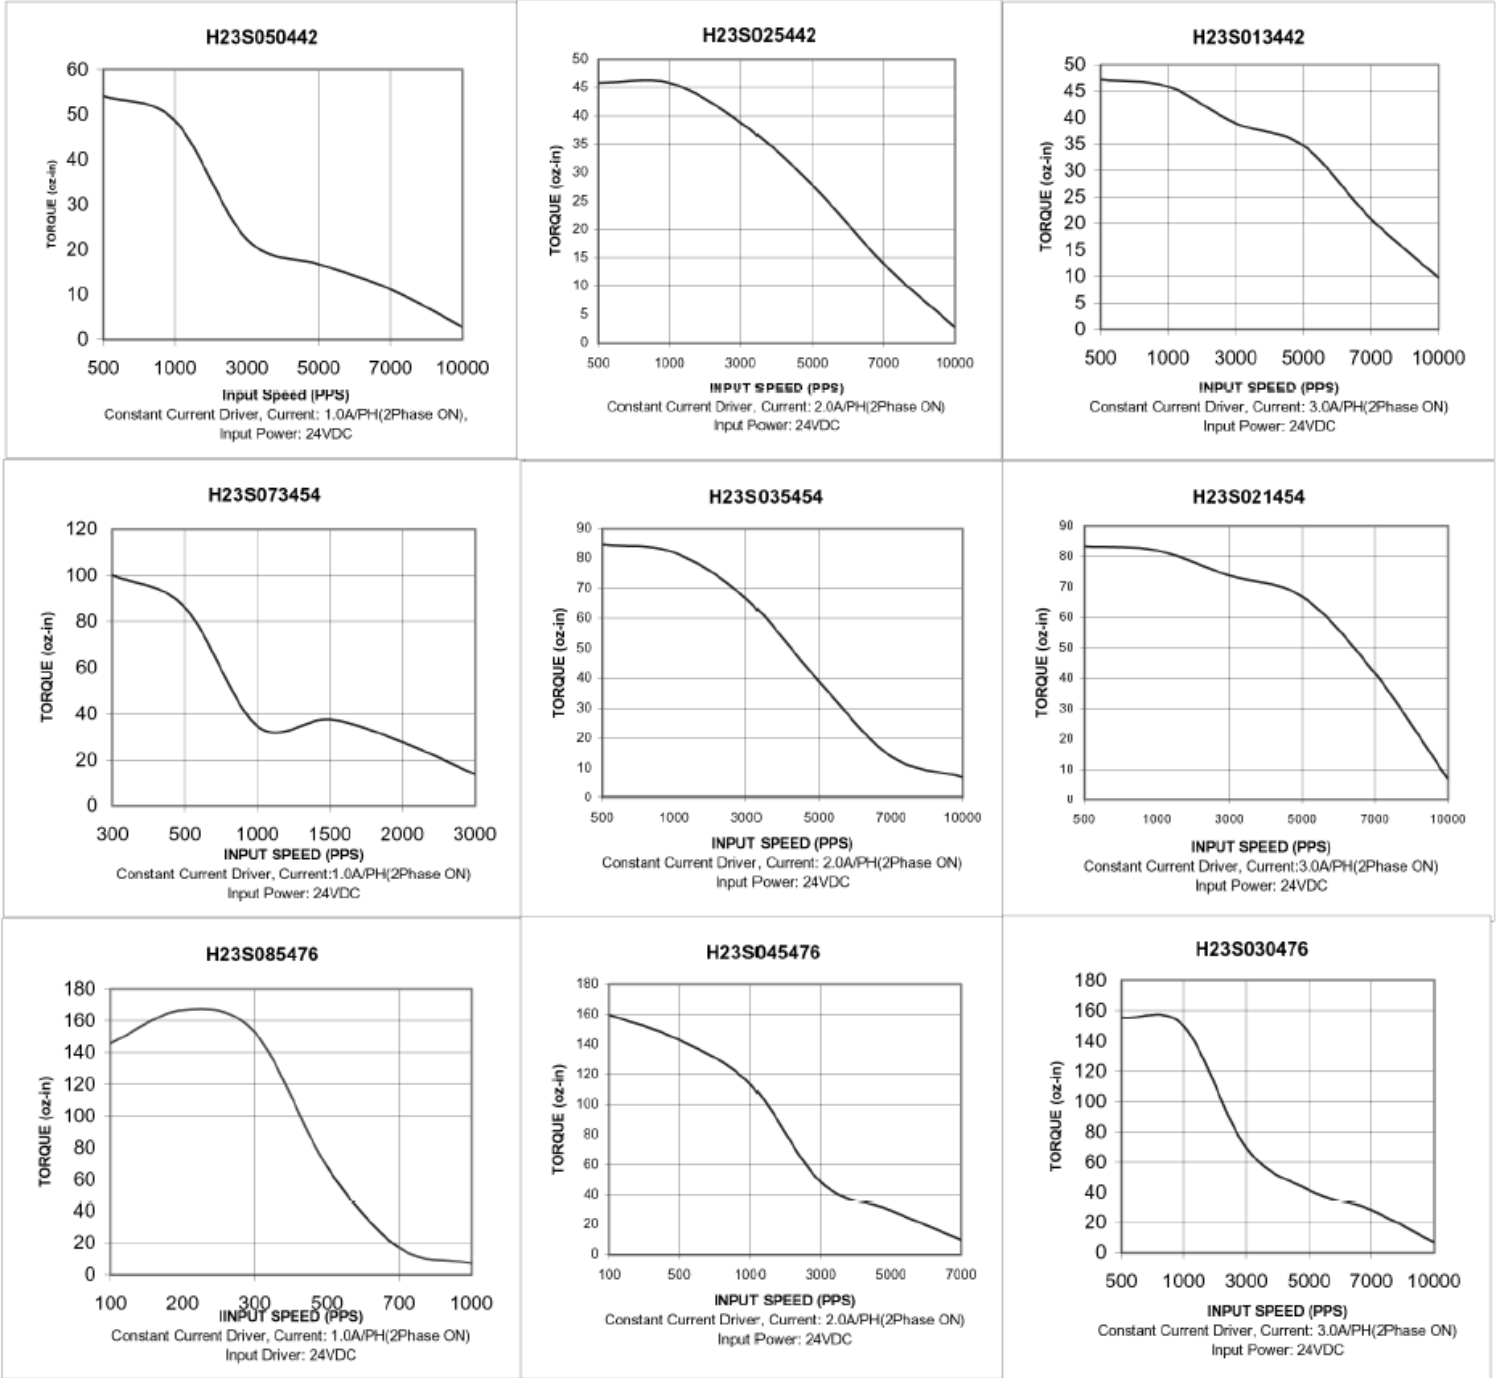 H23S050442
60
50
40
30
20
10
0
TORQUE (oz-in)
500 1000 3000 5000 7000 10000
Input Speed (PPS)
Constant Current Driver, Current: 1.0A/PH(2Phase ON),
Input Power: 24VDC
H23S025442
50
45
40
35
30
25
20
15
10
5
0
TORQUE (oz-in)
500 1000 3000 5000 7000 10000
INPUT SPEED (PPS)
Constant Current Driver, Current: 2.0A/PH(2Phase ON)
Input Power: 24VDC
H23S013442
50
45
40
35
30
25
20
15
10
5
0
TORQUE (oz-in)
500 1000 3000 5000 7000 10000
INPUT SPEED (PPS)
Constant Current Driver, Current: 3.0A/PH(2Phase ON)
Input Power: 24VDC
H23S073454
120
100
80
60
40
20
0
TORQUE (oz-in)
300 500 1000 1500 2000 3000
INPUT SPEED (PPS)
Constant Current Driver, Current:1.0A/PH(2Phase ON)
Input Power: 24VDC
H23S035454
90
80
70
60
50
40
30
20
10
0
TORQUE (oz-in)
500 1000 3000 5000 7000 10000
INPUT SPEED (PPS)
Constant Current Driver, Current: 2.0A/PH(2Phase ON)
Input Power: 24VDC
H23S021454
90
80
70
60
50
40
30
20
10
0
TORQUE (oz-in)
500 1000 3000 5000 7000 10000
INPUT SPEED (PPS)
Constant Current Driver, Current:3.0A/PH(2Phase ON)
Input Power: 24VDC
H23S085476
180
160
140
120
100
80
60
40
20
0
TORQUE (oz-in)
100 200 300 500 700 1000
IINPUT SPEED (PPS)
Constant Current Driver, Current: 1.0A/PH(2Phase ON)
Input Driver: 24VDC
H23S045476
180
160
140
120
100
80
60
40
20
0
TORQUE (oz-in)
100 500 1000 3000 5000 7000
INPUT SPEED (PPS)
Constant Current Driver, Current: 2.0A/PH(2Phase ON)
Input Power: 24VDC
H23S030476
180
160
140
120
100
80
60
40
20
0
TORQUE (oz-in)
500 1000 3000 5000 7000 10000
INPUT SPEED (PPS)
Constant Current Driver, Current: 3.0A/PH(2Phase ON)
Input Power: 24VDC